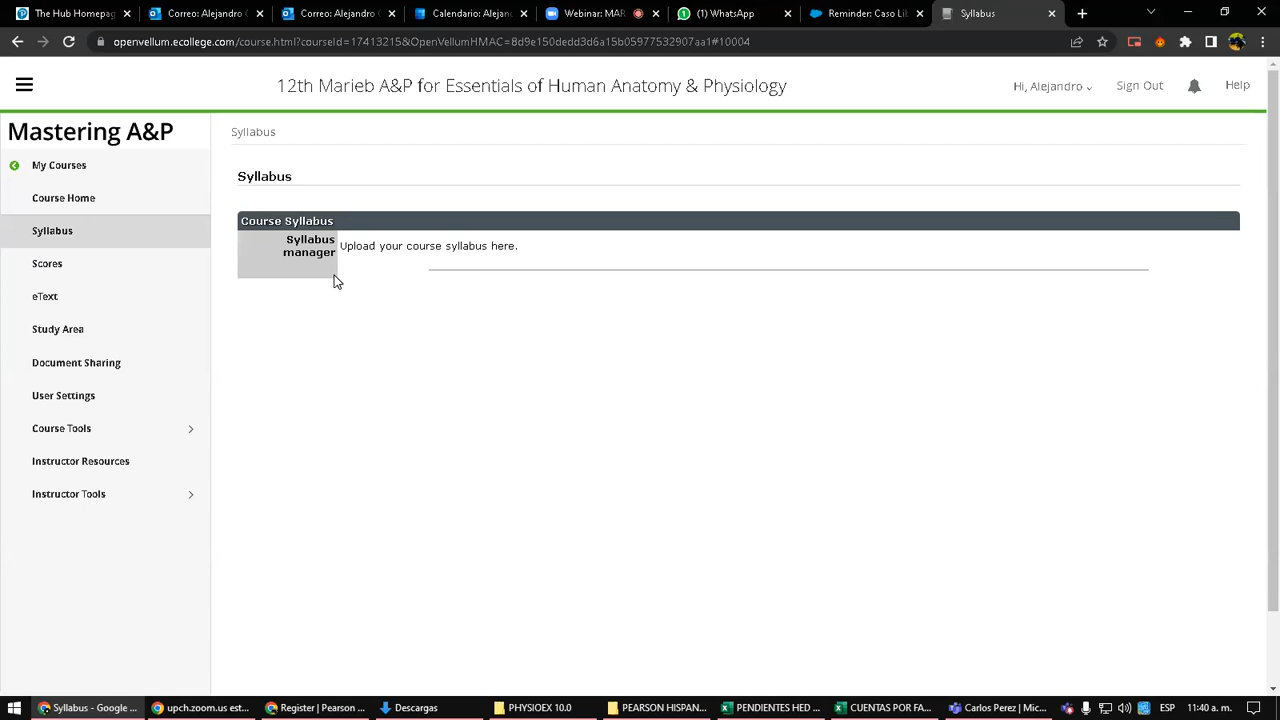 The Homepag
Correo: Alejandro C
Correo: Alejandro C
Calendario: Alejan
Webinar: MAR
(1) WhatsApp
Reminder: Caso Lib
Syllabus
openvellum.ecollege.com/course.html?courseId=17413215&OpenVellumHMAC=8d9e150dedd3d6a15b05977532907aa1#10004
12th Marieb A&P for Essentials of Human Anatomy & Physiology
Hi, Alejandro
Sign Out
Help
Mastering A&P
My Courses
Course Home
Syllabus
Scores
eText
Study Area
Document Sharing
User Settings
Course Tools
Instructor Resources
Instructor Tools
Syllabus
Syllabus
Course Syllabus
Syllabus
manager
Upload your course syllabus here.
Syllabus - Google ...
upch.zoom.us est...
Register | Pearson ...
Descargas
PHYSIOEX 10.0
PEARSON HISPAN...
PENDIENTES HED ...
CUENTAS POR FA...
Carlos Perez | Mic...
ESP
11:40 a. m.